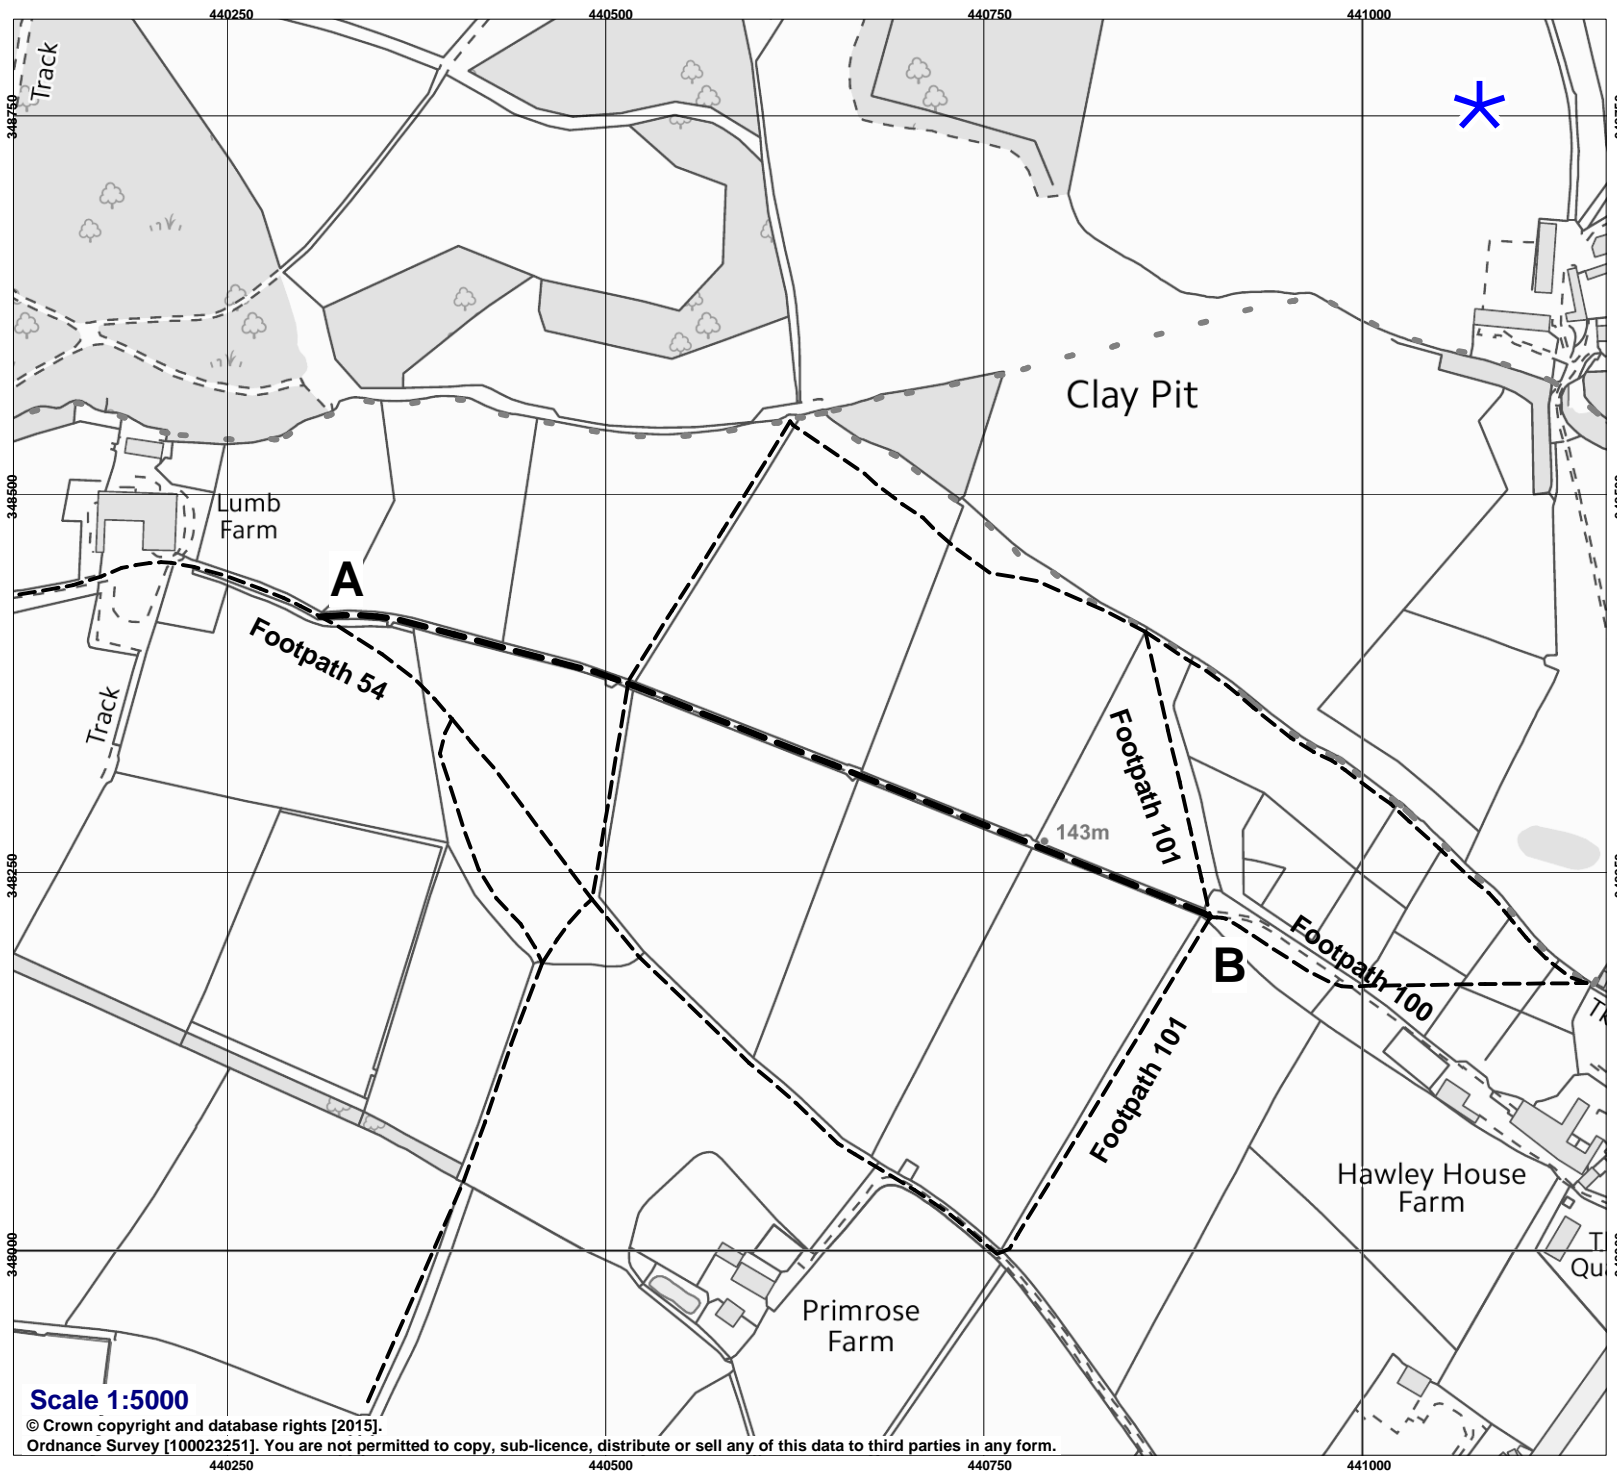 440250
440500
440750
441000
Track
348750
Clay Pit
348500
Lumb
Farm
A
Footpath 54
Track
Footpath 101
143m
348250
B
Footpath 100
Footpath 101
Hawley House
Farm
348000
Primrose
Farm
Scale 1:5000
© Crown copyright and database rights [2015].
Ordnance Survey [100023251]. You are not permitted to copy, sub-licence, distribute or sell any of this data to third parties in any form.
440250
440500
440750
441000